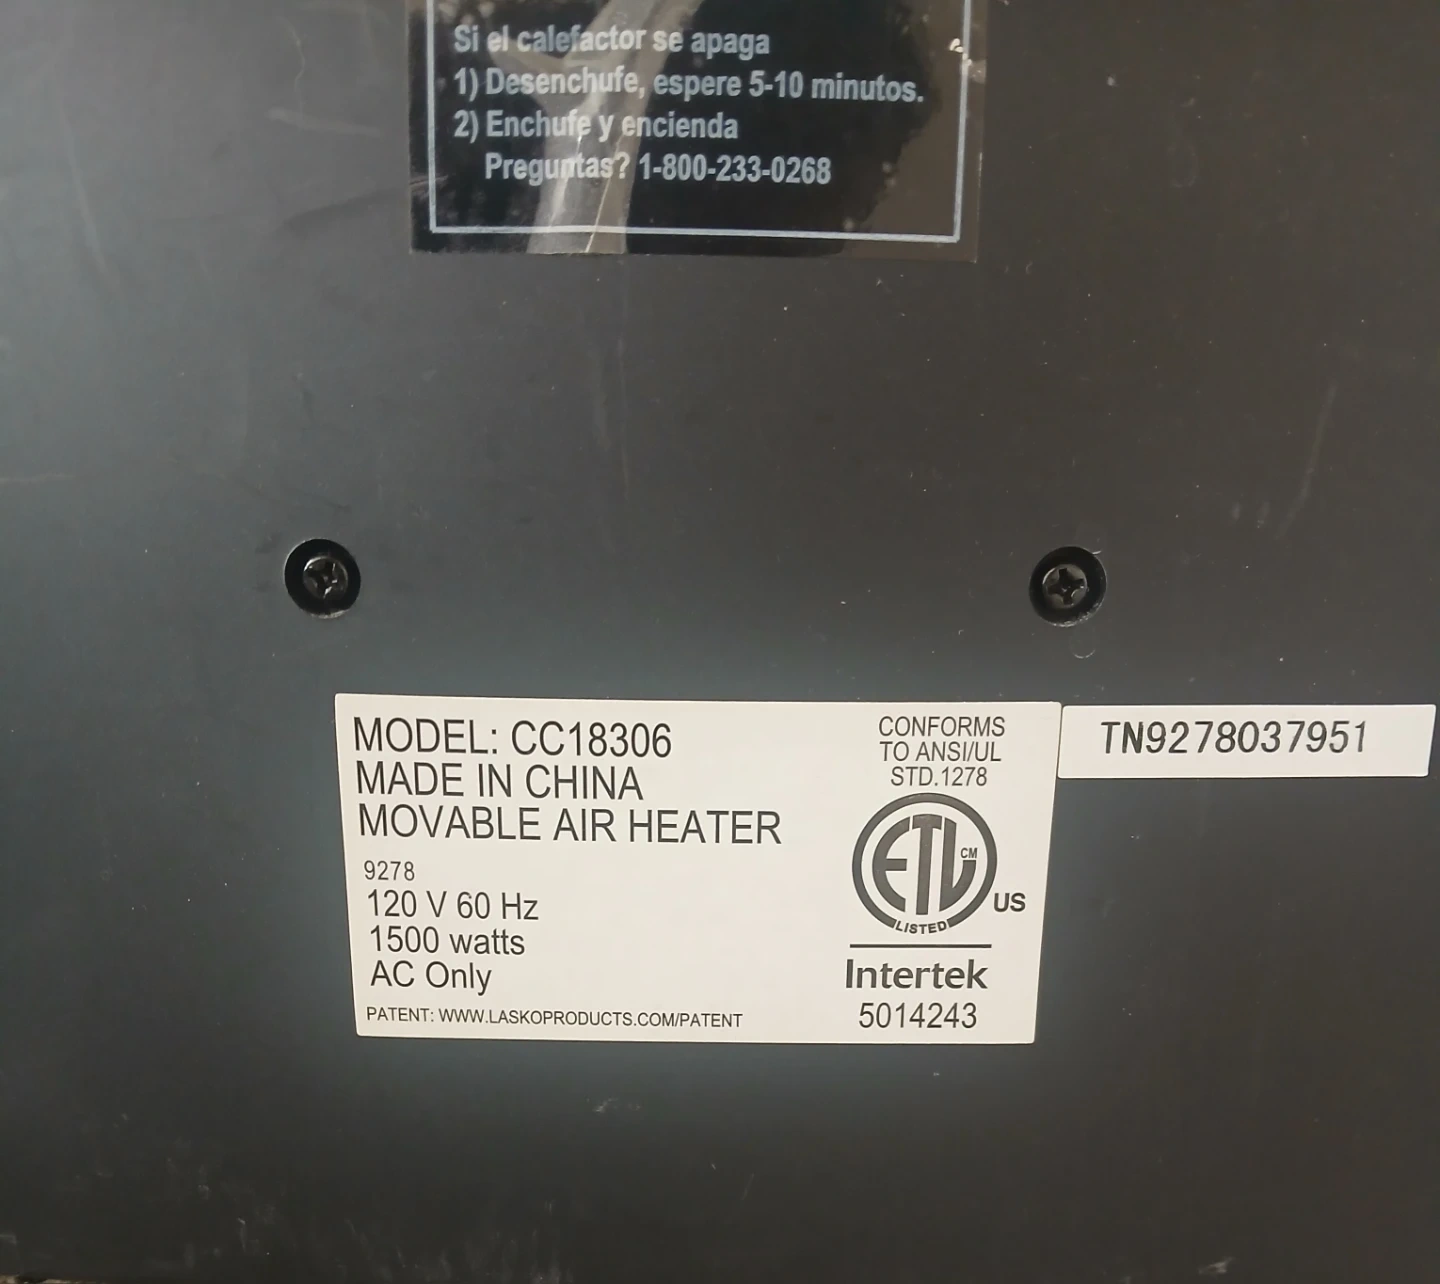 Si el calefactor se apaga
1) Desenchufe, espere 5-10 minutos.
2) Enchufe y encienda
Preguntas? 1-800-233-0268
MODEL: CC18306
MADE IN CHINA
MOVABLE AIR HEATER
9278
120 V 60 Hz
1500 watts
AC Only
PATENT: WWW.LASKOPRODUCTS.COM/PATENT
CONFORMS
TO ANSI/UL
STD.1278
ETL CM
LISTED
US
Intertek
5014243
TN9278037951